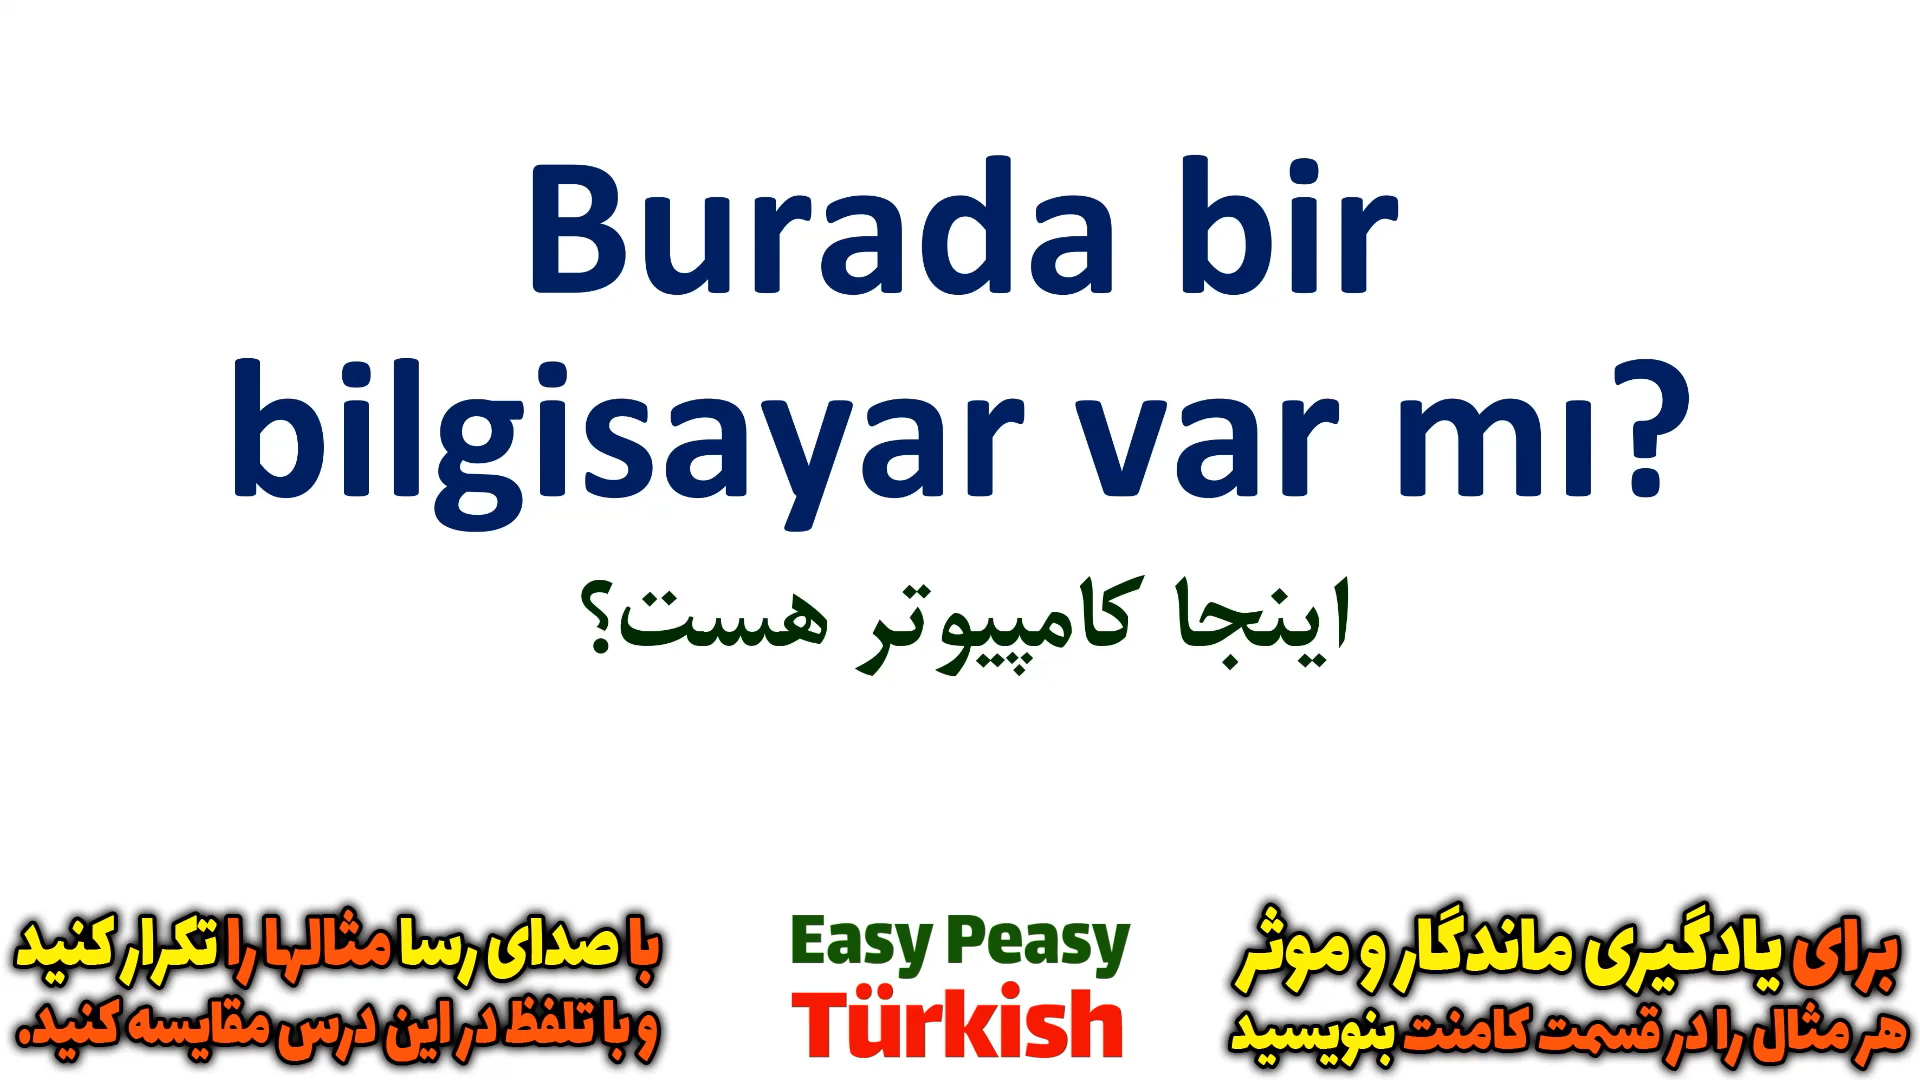 Burada bir
bilgisayar var mı?
اینجا کامپیوتر هست؟
برای یادگیری ماندگار و موثر
هر مثال را در قسمت کامنت بنویسید
Easy Peasy
Türkish
با صدای رسا مثالها را تکرار کنید
و با تلفظ در این درس مقایسه کنید.